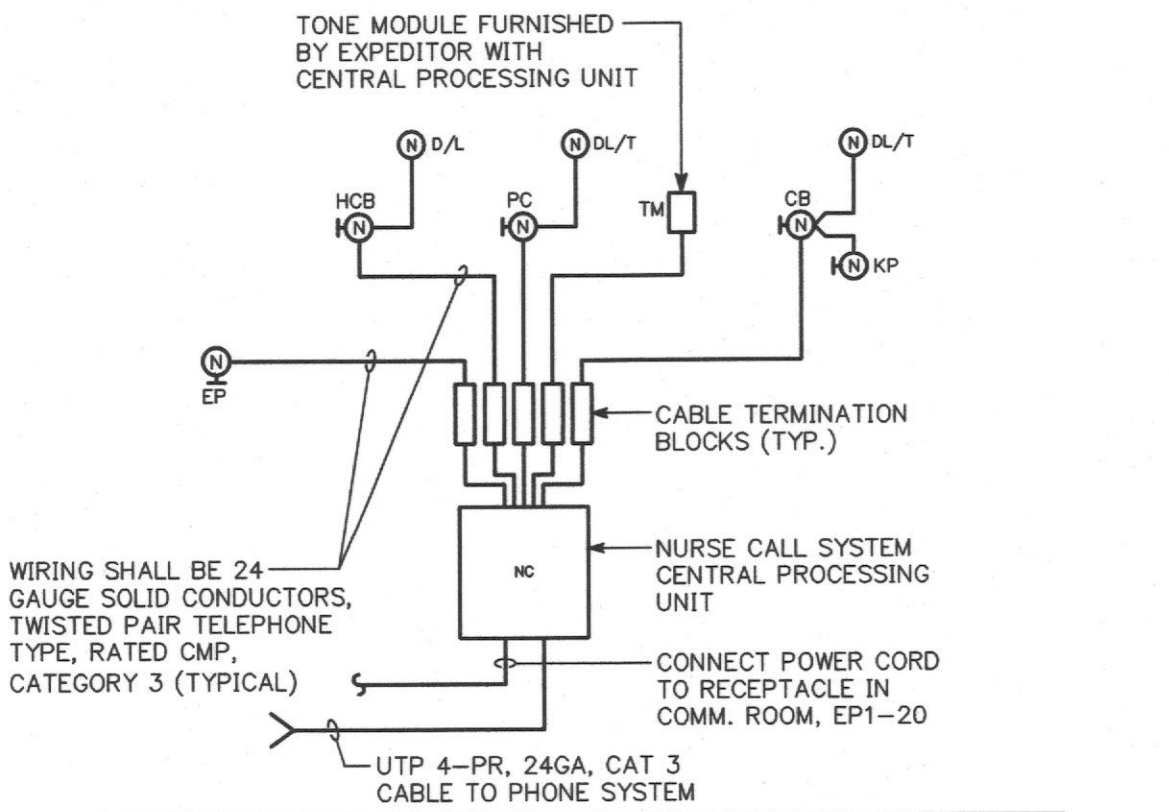 TONE MODULE FURNISHED
BY EXPEDITOR WITH
CENTRAL PROCESSING UNIT
N D/L
N DL/T
N DL/T
HCB
N
PC
N
TM
CB
N
N KP
N
EP
CABLE TERMINATION
BLOCKS (TYP.)
NC
NURSE CALL SYSTEM
CENTRAL PROCESSING
UNIT
WIRING SHALL BE 24
GAUGE SOLID CONDUCTORS,
TWISTED PAIR TELEPHONE
TYPE, RATED CMP,
CATEGORY 3 (TYPICAL)
CONNECT POWER CORD
TO RECEPTACLE IN
COMM. ROOM, EP1-20
UTP 4-PR, 24GA, CAT 3
CABLE TO PHONE SYSTEM